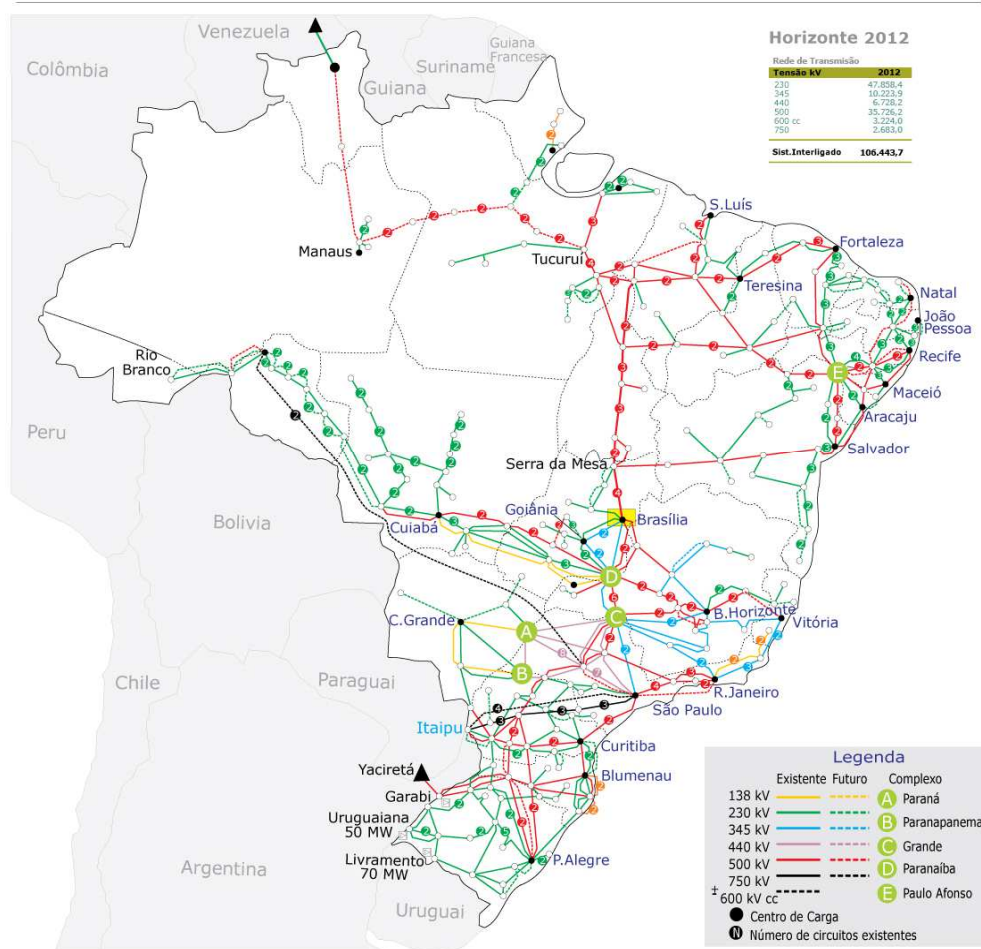 Venezuela
Guiana
Francesa
Suriname
Colômbia
Guiana
Horizonte 2012
Rede de Transmissão
Tensão kV 2012
230 47.858,4
345 10.223,9
440 6.728,2
500 35.726,2
600 cc 3.224,0
750 2.683,0
Sist.Interligado 106.443,7
S.Luís
Fortaleza
Manaus
Tucuruí
Teresina
Natal
João
Pessoa
Recife
Rio
Branco
E
Maceió
Aracaju
Peru
Salvador
Serra da Mesa
Bolivia
Goiânia
Brasília
Cuiabá
D
C.Grande
A
C
B.Horizonte
Vitória
B
Chile
Paraguai
R.Janeiro
São Paulo
Itaipu
Curitiba
Yaciretá
Blumenau
Garabi
Uruguaiana
50 MW
Livramento
70 MW
P.Alegre
Argentina
Uruguai
Legenda
Existente Futuro Complexo
138 kV A Paraná
230 kV B Paranapanema
345 kV C Grande
440 kV D Paranaíba
500 kV E Paulo Afonso
750 kV
± 600 kV cc
Centro de Carga
N Número de circuitos existentes